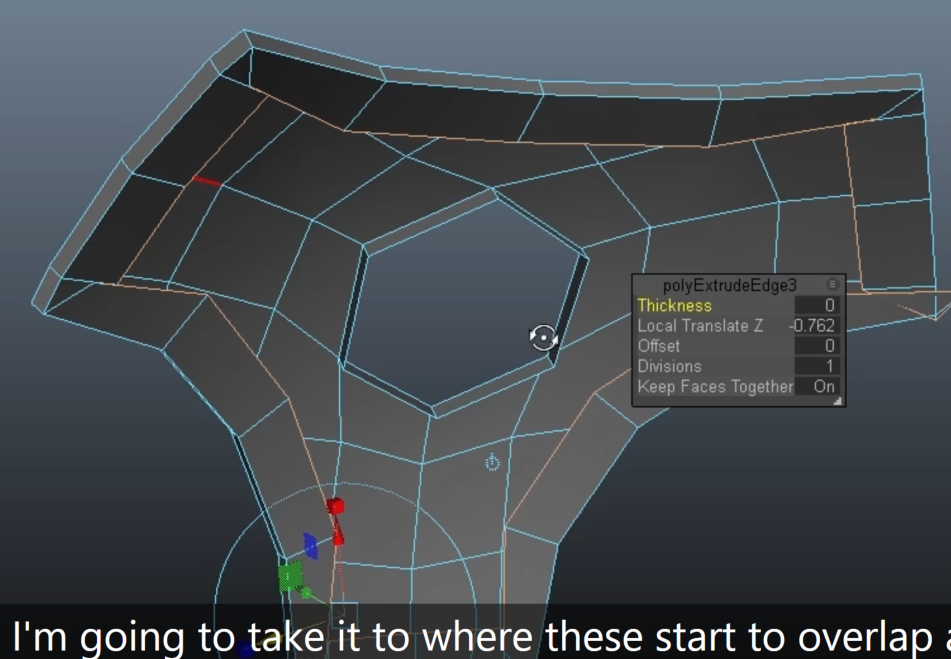 polyExtrudeEdge3
Thickness 0
Local Translate Z -0.762
Offset 0
Divisions 1
Keep Faces Together On
I'm going to take it to where these start to overlap